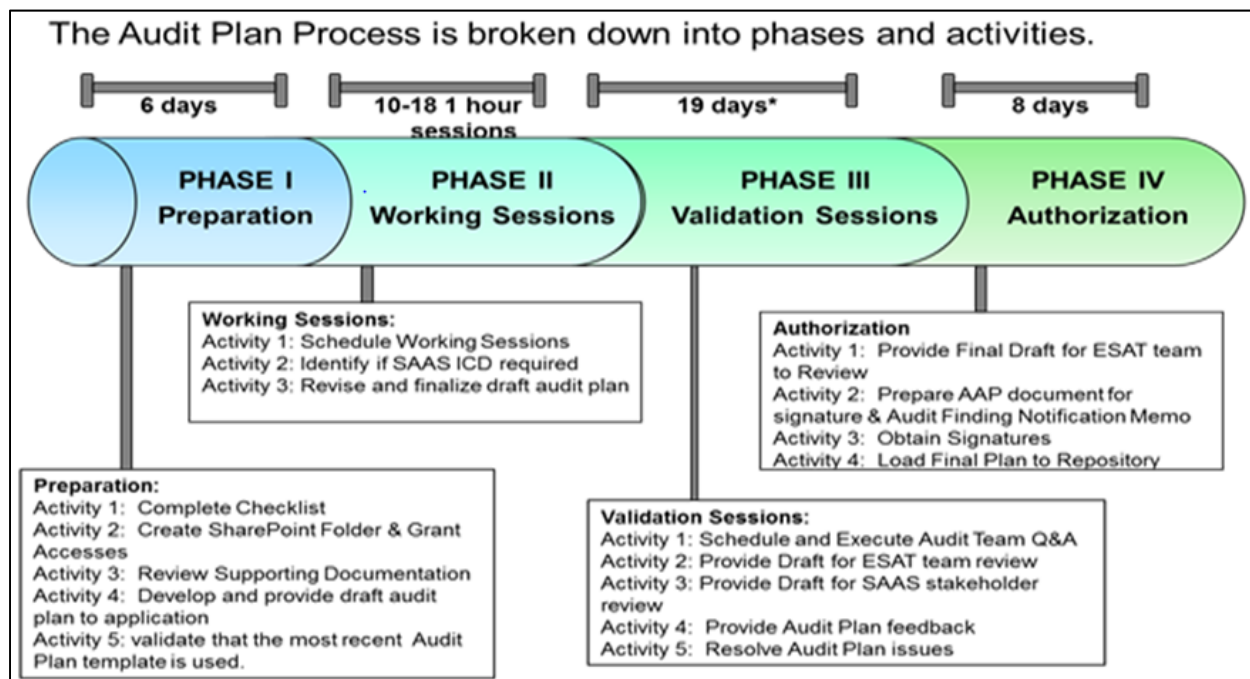 The Audit Plan Process is broken down into phases and activities.
6 days
10-18 1 hour
sessions
19 days*
8 days
PHASE I
Preparation
PHASE II
Working Sessions
PHASE III
Validation Sessions
PHASE IV
Authorization
Working Sessions:
Activity 1: Schedule Working Sessions
Activity 2: Identify if SAAS ICD required
Activity 3: Revise and finalize draft audit plan
Authorization
Activity 1: Provide Final Draft for ESAT team
to Review
Activity 2: Prepare AAP document for
signature & Audit Finding Notification Memo
Activity 3: Obtain Signatures
Activity 4: Load Final Plan to Repository
Preparation:
Activity 1: Complete Checklist
Activity 2: Create SharePoint Folder & Grant
Accesses
Activity 3: Review Supporting Documentation
Activity 4: Develop and provide draft audit
plan to application
Activity 5: validate that the most recent Audit
Plan template is used.
Validation Sessions:
Activity 1: Schedule and Execute Audit Team Q&A
Activity 2: Provide Draft for ESAT team review
Activity 3: Provide Draft for SAAS stakeholder
review
Activity 4: Provide Audit Plan feedback
Activity 5: Resolve Audit Plan issues